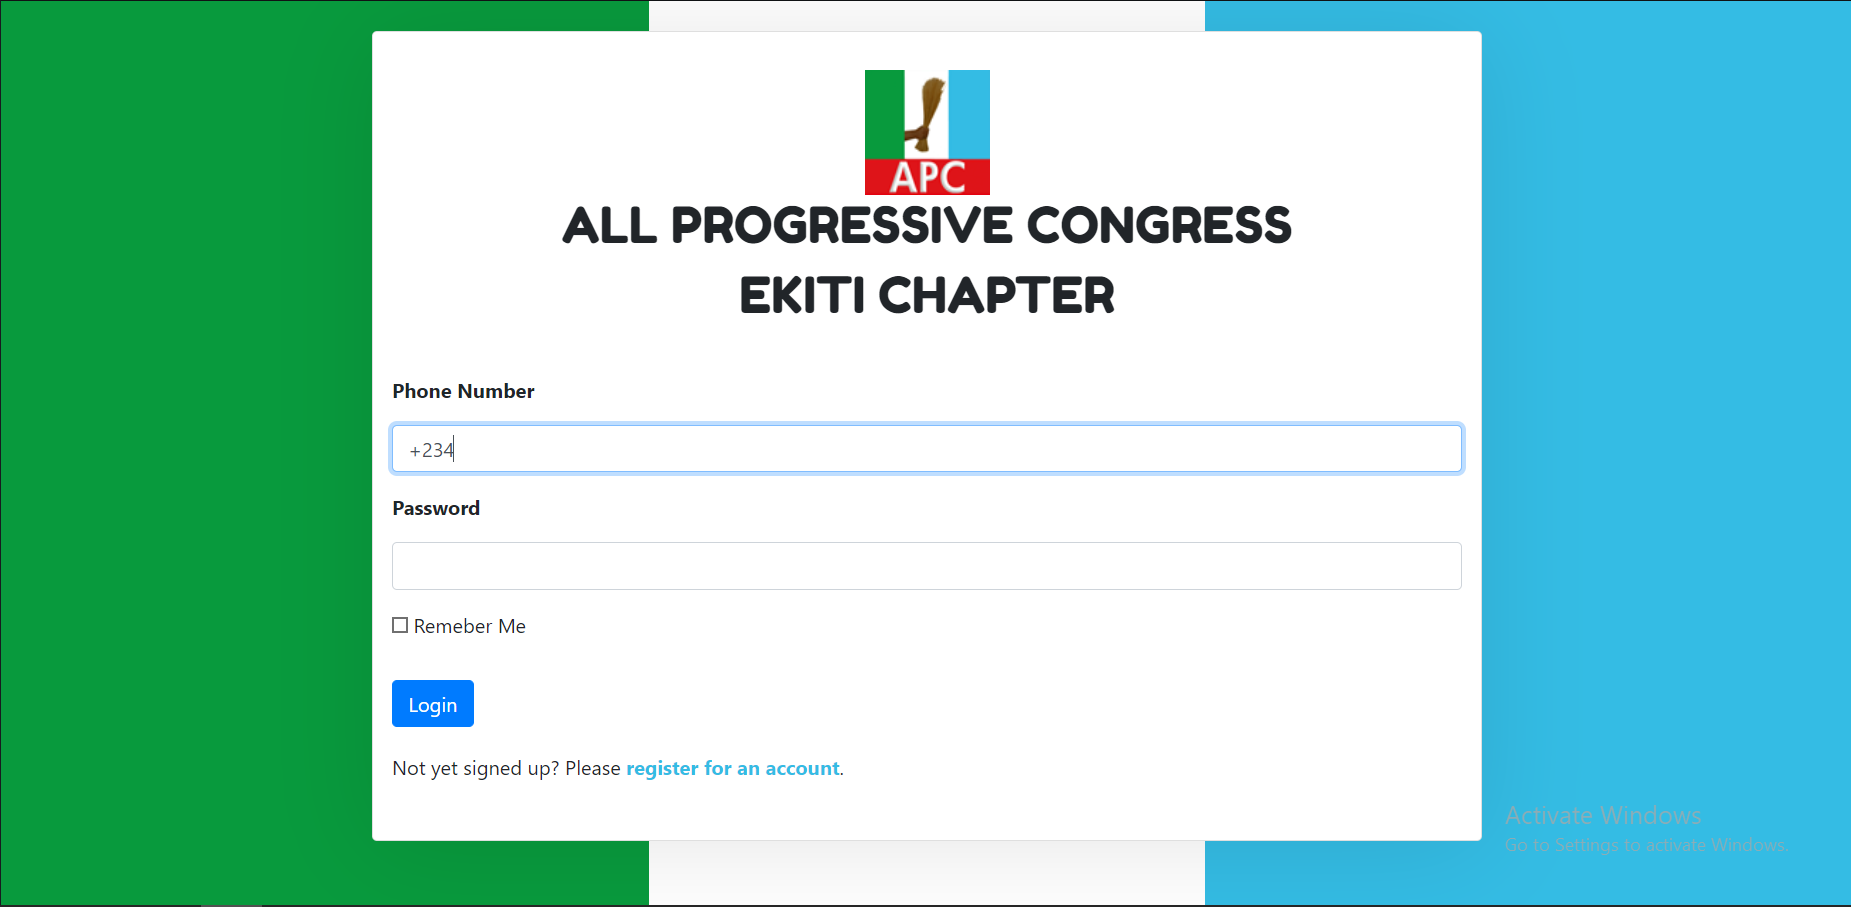 APC
ALL PROGRESSIVE CONGRESS
EKITI CHAPTER
Phone Number
+234
Password
Remeber Me
Login
Not yet signed up? Please register for an account.
Activate Windows
Go to Settings to activate Windows.